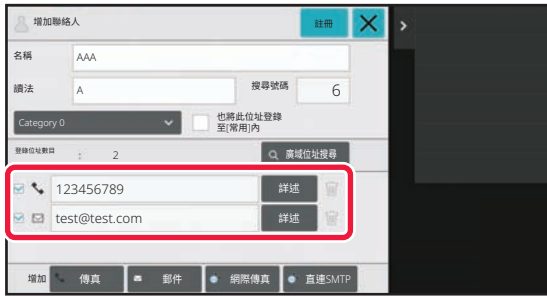 增加聯絡人
註冊
名稱
AAA
讀法
A
搜尋號碼
6
Category 0
也將此位址登錄
至[常用]內
登錄位址數目
:
2
廣域位址搜尋
123456789
詳述
test@test.com
詳述
增加
傳真
郵件
網際傳真
直連SMTP